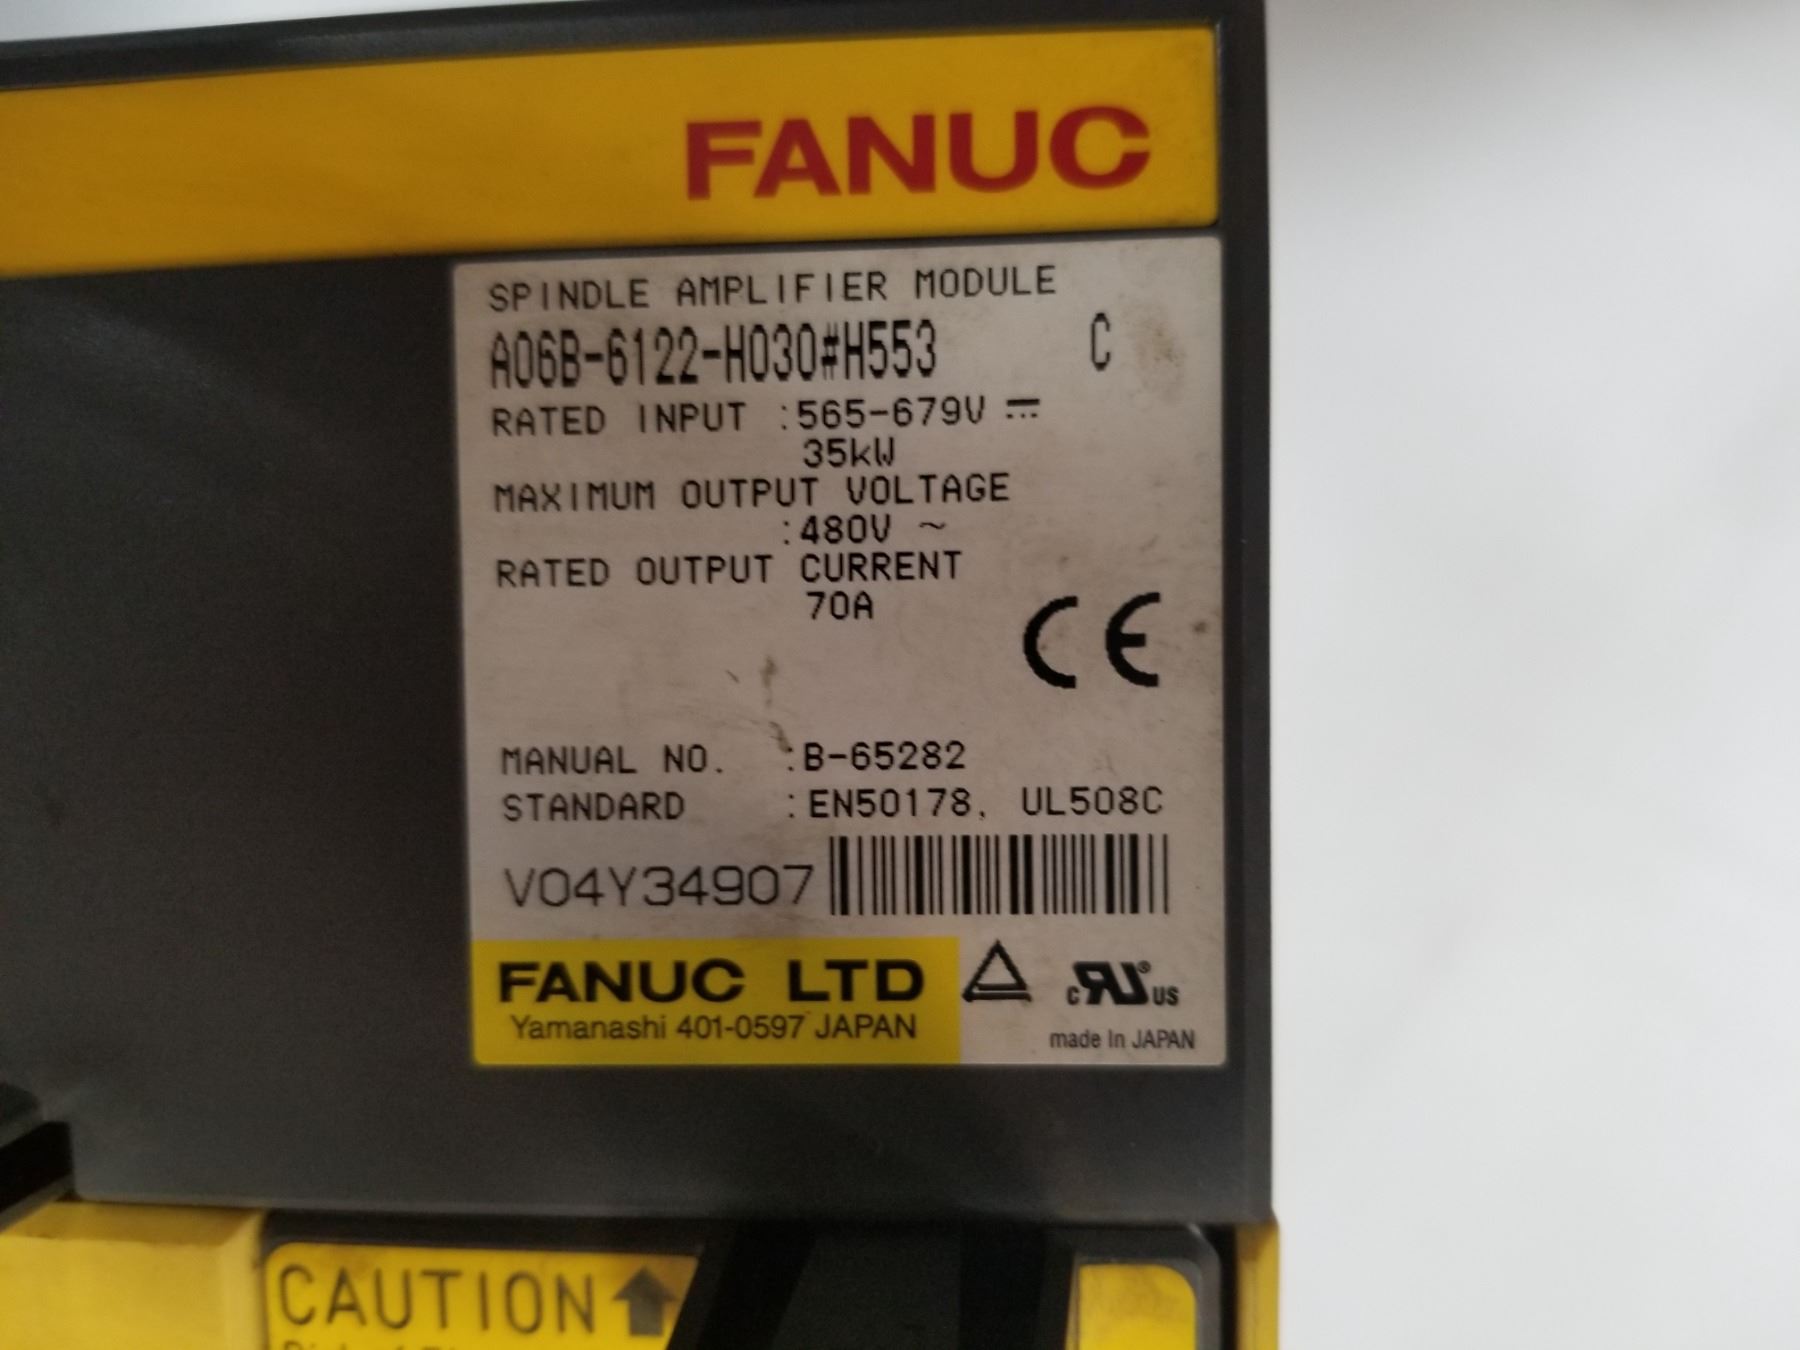 FANUC
SPINDLE AMPLIFIER MODULE
A06B-6122-H030#H553 C
RATED INPUT :565-679V ⎓
35kW
MAXIMUM OUTPUT VOLTAGE
:480V ~
RATED OUTPUT CURRENT
70A
CE
MANUAL NO. :B-65282
STANDARD :EN50178, UL508C
V04Y34907
FANUC LTD
Yamanashi 401-0597 JAPAN
c RU® US
made In JAPAN
CAUTION